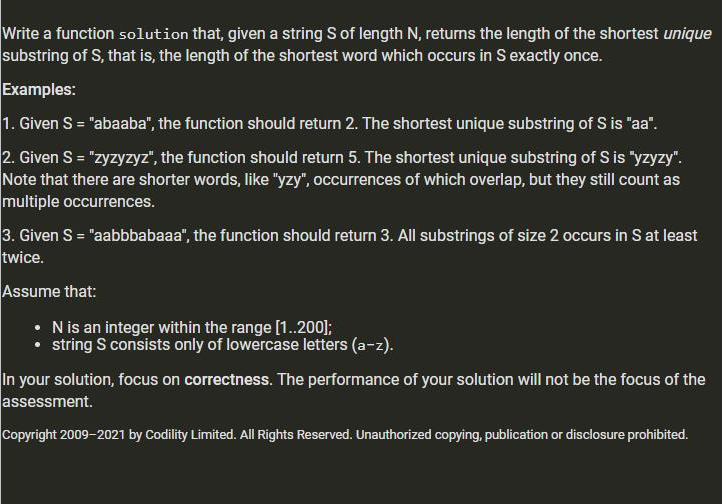 Write a function solution that, given a string S of length N, returns the length of the shortest unique
substring of S, that is, the length of the shortest word which occurs in S exactly once.
Examples:
1. Given S = "abaaba", the function should return 2. The shortest unique substring of S is "aa".
2. Given S = "zyzyzyz", the function should return 5. The shortest unique substring of S is "yzyzy".
Note that there are shorter words, like "yzy", occurrences of which overlap, but they still count as
multiple occurrences.
3. Given S = "aabbbabaaa", the function should return 3. All substrings of size 2 occurs in S at least
twice.
Assume that:
• N is an integer within the range [1..200];
• string S consists only of lowercase letters (a-z).
In your solution, focus on correctness. The performance of your solution will not be the focus of the
assessment.
Copyright 2009–2021 by Codility Limited. All Rights Reserved. Unauthorized copying, publication or disclosure prohibited.